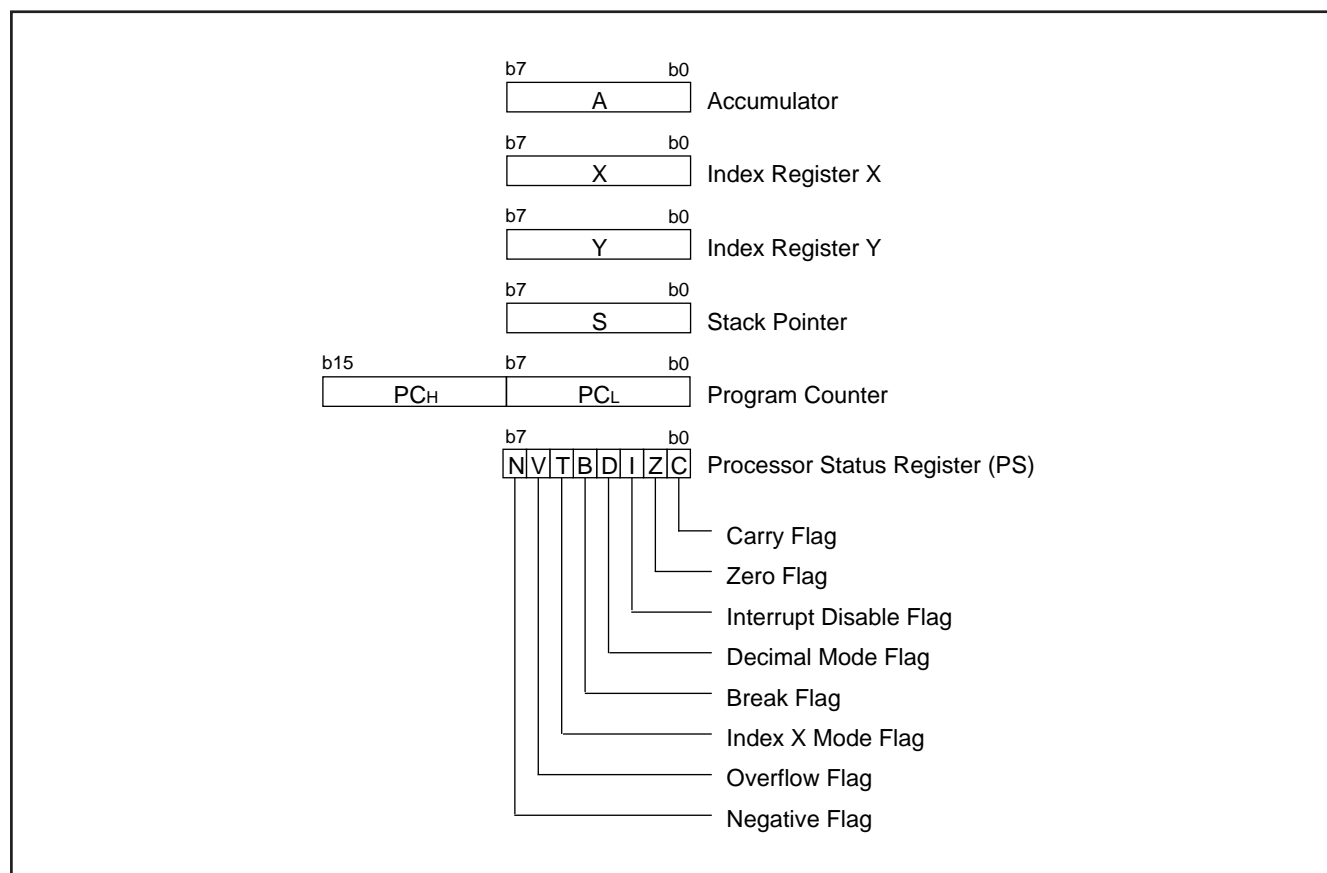 b7 b0
A Accumulator
b7 b0
X Index Register X
b7 b0
Y Index Register Y
b7 b0
S Stack Pointer
b15 b7 b0
PCH PCL Program Counter
b7 b0
N V T B D I Z C Processor Status Register (PS)
Carry Flag
Zero Flag
Interrupt Disable Flag
Decimal Mode Flag
Break Flag
Index X Mode Flag
Overflow Flag
Negative Flag